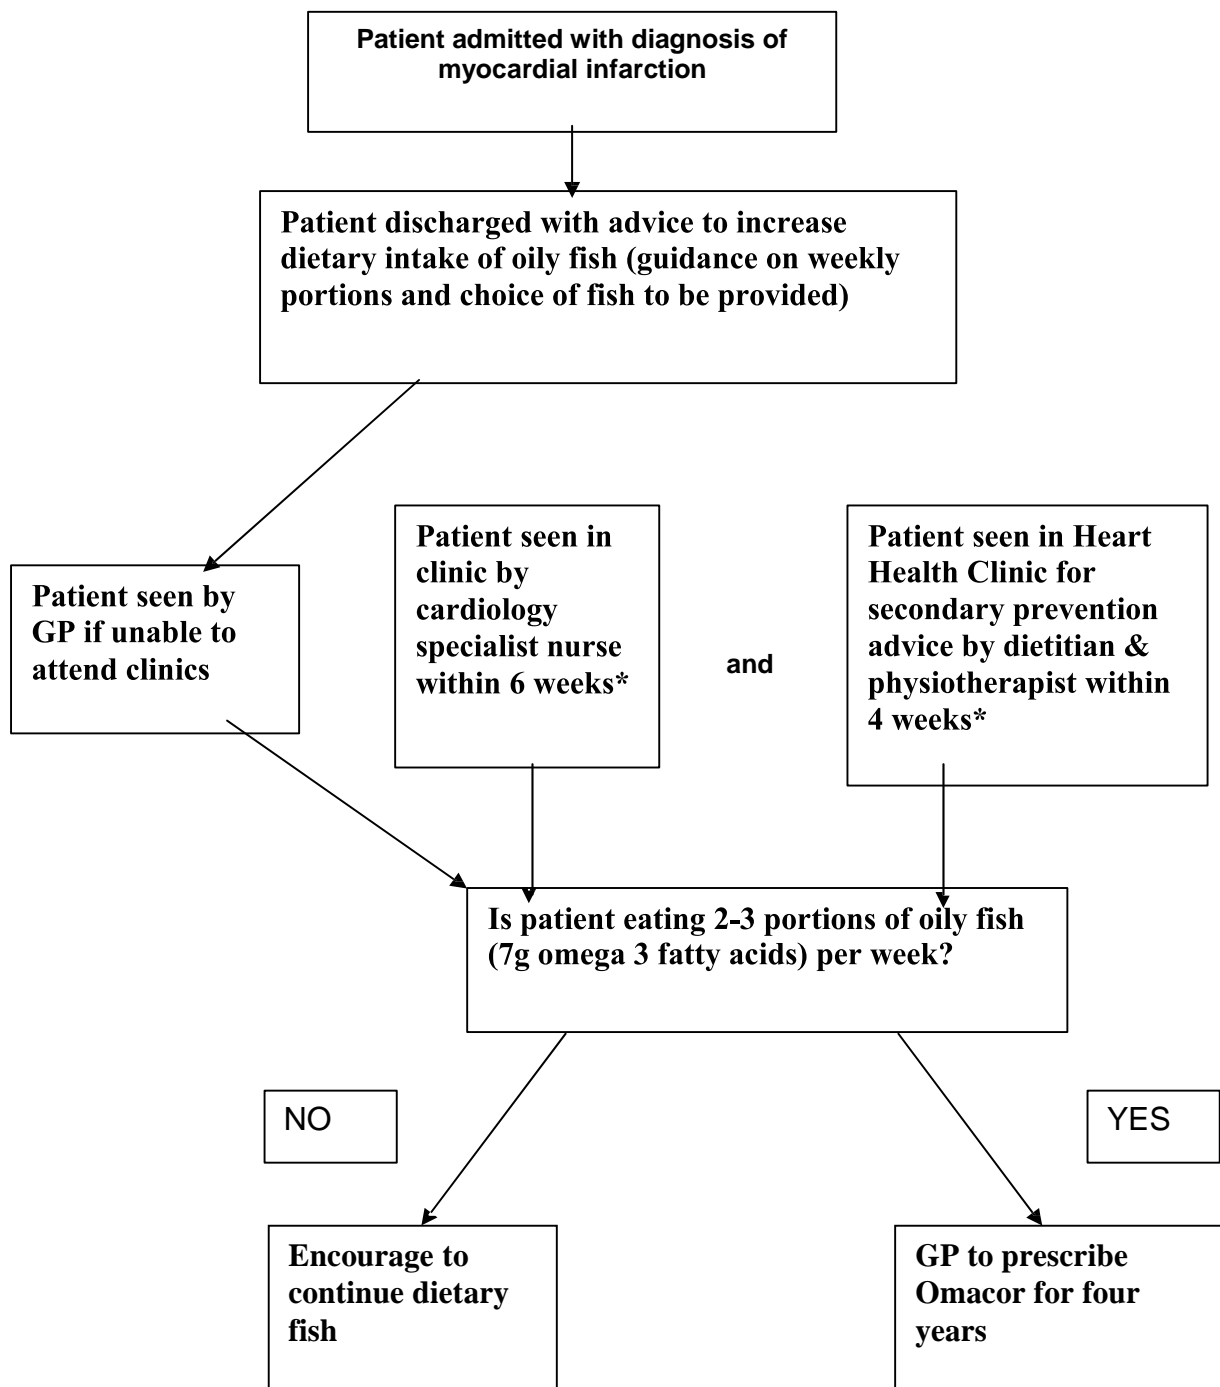 Patient admitted with diagnosis of
myocardial infarction
Patient discharged with advice to increase
dietary intake of oily fish (guidance on weekly
portions and choice of fish to be provided)
Patient seen by
GP if unable to
attend clinics
Patient seen in
clinic by
cardiology
specialist nurse
within 6 weeks*
and
Patient seen in Heart
Health Clinic for
secondary prevention
advice by dietitian &
physiotherapist within
4 weeks*
Is patient eating 2-3 portions of oily fish
(7g omega 3 fatty acids) per week?
NO
YES
Encourage to
continue dietary
fish
GP to prescribe
Omacor for four
years